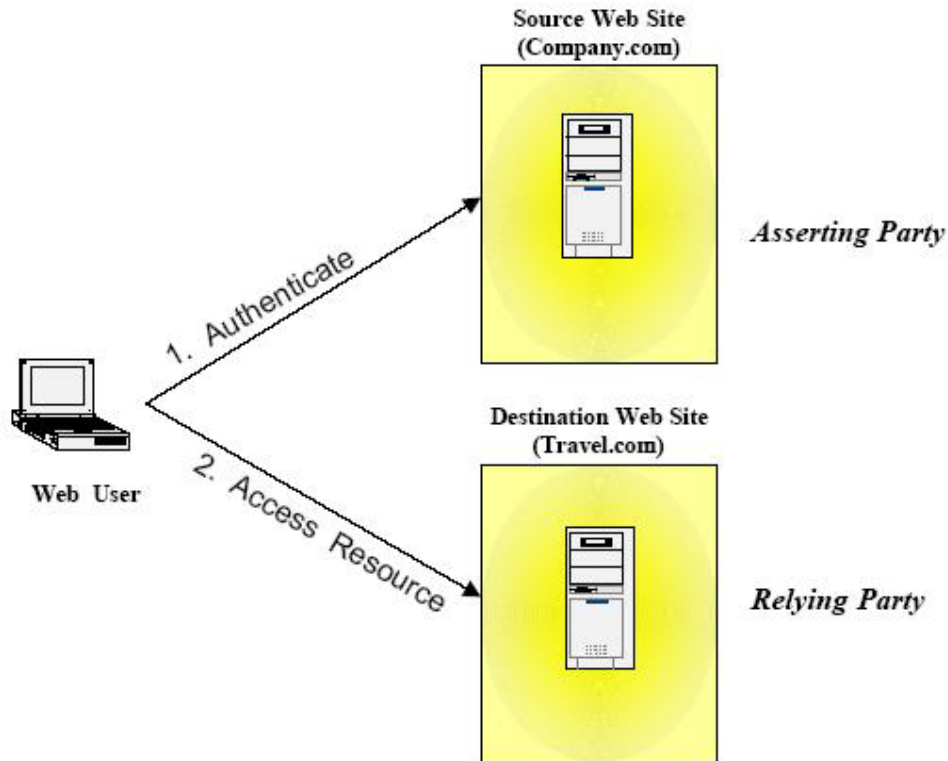 Source Web Site
(Company.com)
Asserting Party
1. Authenticate
Web User
2. Access Resource
Destination Web Site
(Travel.com)
Relying Party